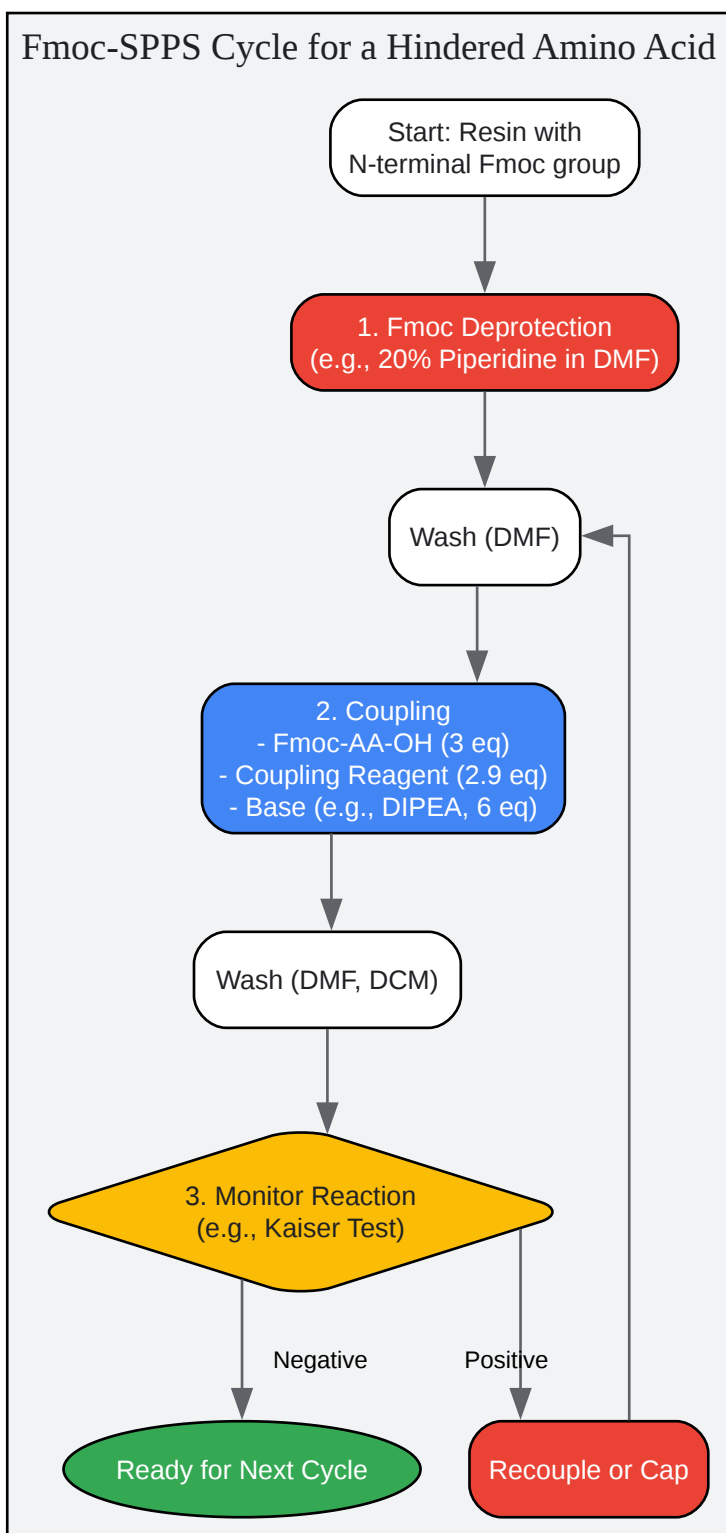 Fmoc-SPPS Cycle for a Hindered Amino Acid
Start: Resin with
N-terminal Fmoc group
1. Fmoc Deprotection
(e.g., 20% Piperidine in DMF)
Wash (DMF)
2. Coupling
- Fmoc-AA-OH (3 eq)
- Coupling Reagent (2.9 eq)
- Base (e.g., DIPEA, 6 eq)
Wash (DMF, DCM)
3. Monitor Reaction
(e.g., Kaiser Test)
Negative
Positive
Ready for Next Cycle
Recouple or Cap